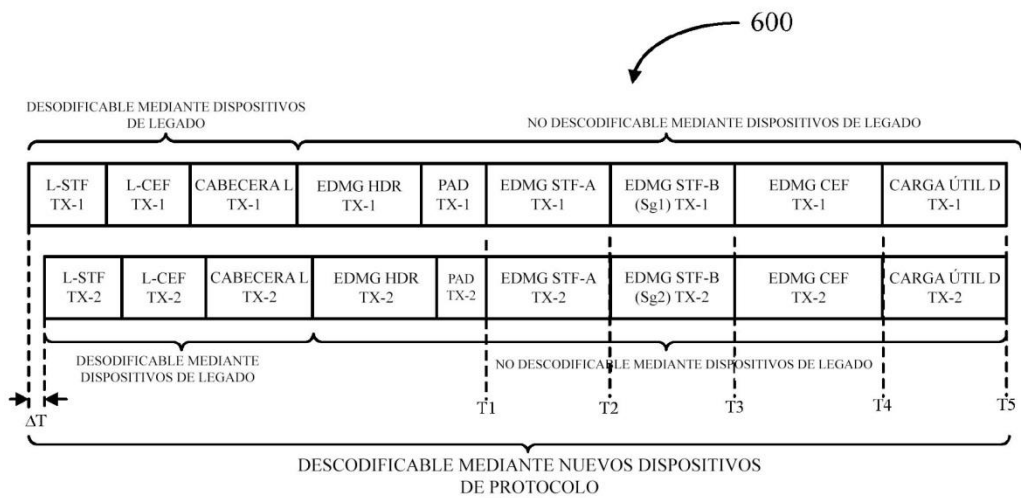 600
DESODIFICABLE MEDIANTE DISPOSITIVOS
DE LEGADO
NO DESCODIFICABLE MEDIANTE DISPOSITIVOS DE LEGADO
L-STF
TX-1
L-CEF
TX-1
CABECERA L
TX-1
EDMG HDR
TX-1
PAD
TX-1
EDMG STF-A
TX-1
EDMG STF-B
(Sg1) TX-1
EDMG CEF
TX-1
CARGA ÚTIL D
TX-1
L-STF
TX-2
L-CEF
TX-2
CABECERA L
TX-2
EDMG HDR
TX-2
PAD
TX-2
EDMG STF-A
TX-2
EDMG STF-B
(Sg2) TX-2
EDMG CEF
TX-2
CARGA ÚTIL D
TX-2
DESODIFICABLE MEDIANTE
DISPOSITIVOS DE LEGADO
NO DESCODIFICABLE MEDIANTE DISPOSITIVOS DE LEGADO
ΔT
T1
T2
T3
T4
T5
DESCODIFICABLE MEDIANTE NUEVOS DISPOSITIVOS
DE PROTOCOLO